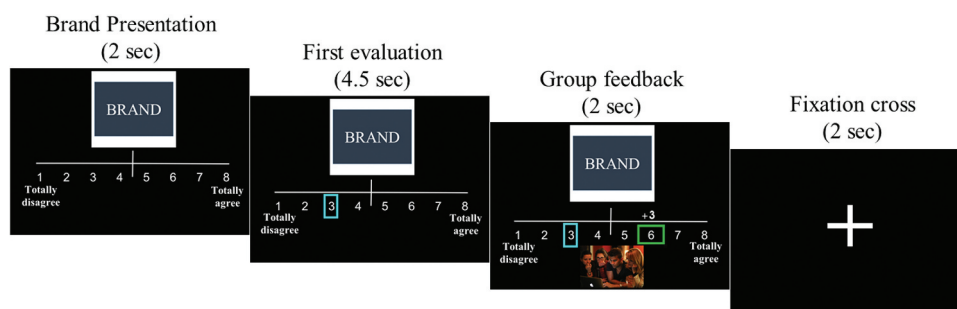 Brand Presentation
(2 sec)
BRAND
1 2 3 4 5 6 7 8
Totally disagree
Totally agree
First evaluation
(4.5 sec)
BRAND
1 2 3 4 5 6 7 8
Totally disagree
Totally agree
Group feedback
(2 sec)
BRAND
+3
1 2 3 4 5 6 7 8
Totally disagree
Totally agree
Fixation cross
(2 sec)